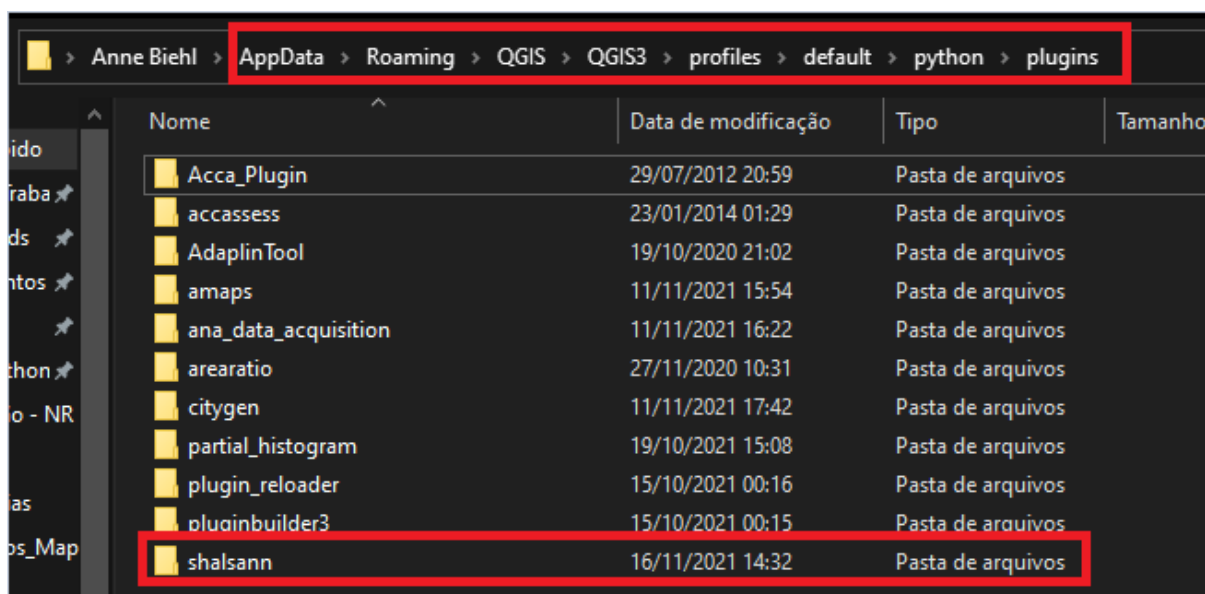 > Anne Biehl > AppData > Roaming > QGIS > QGIS3 > profiles > default > python > plugins
Nome Data de modificação Tipo Tamanho
ido
Acca_Plugin 29/07/2012 20:59 Pasta de arquivos
raba
accassess 23/01/2014 01:29 Pasta de arquivos
ds
AdaplinTool 19/10/2020 21:02 Pasta de arquivos
ntos
amaps 11/11/2021 15:54 Pasta de arquivos
ana_data_acquisition 11/11/2021 16:22 Pasta de arquivos
thon
arearatio 27/11/2020 10:31 Pasta de arquivos
io - NR
citygen 11/11/2021 17:42 Pasta de arquivos
partial_histogram 19/10/2021 15:08 Pasta de arquivos
plugin_reloader 15/10/2021 00:16 Pasta de arquivos
ias
pluginbuilder3 15/10/2021 00:15 Pasta de arquivos
os_Map
shalsann 16/11/2021 14:32 Pasta de arquivos